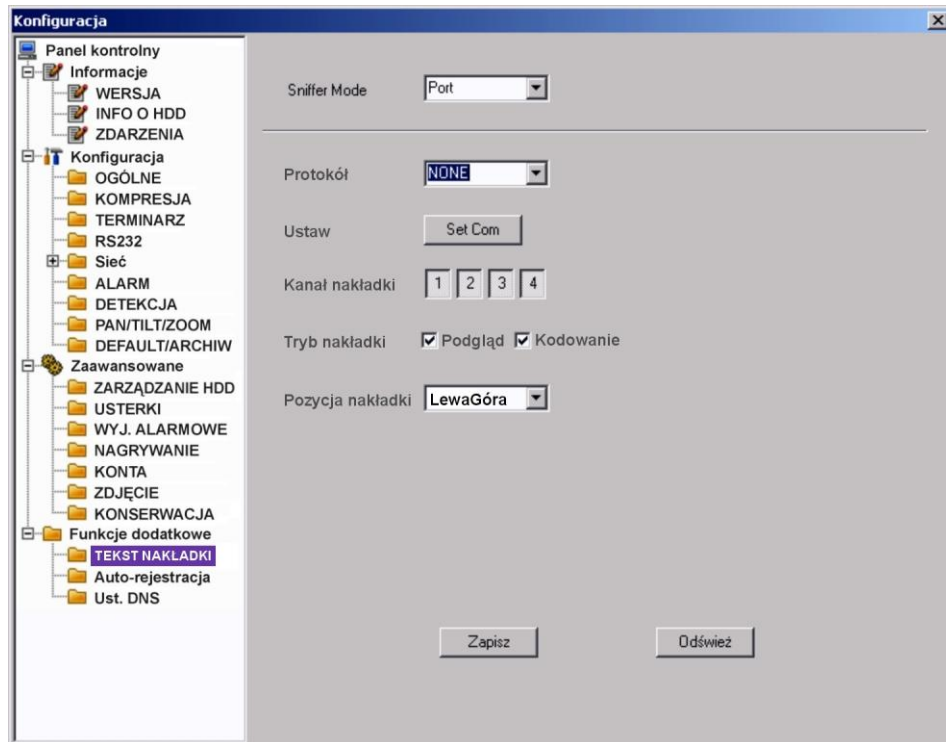 Konfiguracja
Panel kontrolny
Informacje
WERSJA
INFO O HDD
ZDARZENIA
Konfiguracja
OGÓLNE
KOMPRESJA
TERMINARZ
RS232
Sieć
ALARM
DETEKCJA
PAN/TILT/ZOOM
DEFAULT/ARCHIW
Zaawansowane
ZARZĄDZANIE HDD
USTERKI
WYJ. ALARMOWE
NAGRYWANIE
KONTA
ZDJĘCIE
KONSERWACJA
Funkcje dodatkowe
TEKST NAKLADKI
Auto-rejestracja
Ust. DNS
Sniffer Mode Port
Protokół NONE
Ustaw Set Com
Kanał nakładki 1 2 3 4
Tryb nakładki Podgląd Kodowanie
Pozycja nakładki LewaGóra
Zapisz Odśwież